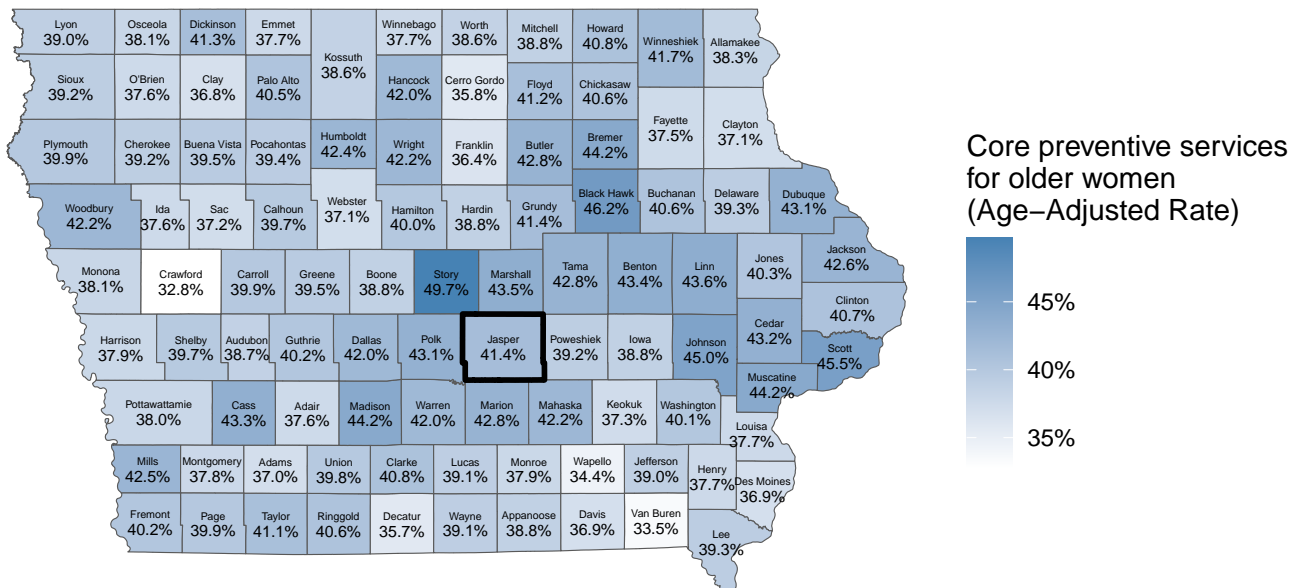 Lyon
39.0%
Osceola
38.1%
Dickinson
41.3%
Emmet
37.7%
Kossuth
38.6%
Winnebago
37.7%
Worth
38.6%
Mitchell
38.8%
Howard
40.8%
Winneshiek
41.7%
Allamakee
38.3%
Sioux
39.2%
O'Brien
37.6%
Clay
36.8%
Palo Alto
40.5%
Hancock
42.0%
Cerro Gordo
35.8%
Floyd
41.2%
Chickasaw
40.6%
Fayette
37.5%
Clayton
37.1%
Plymouth
39.9%
Cherokee
39.2%
Buena Vista
39.5%
Pocahontas
39.4%
Humboldt
42.4%
Wright
42.2%
Franklin
36.4%
Butler
42.8%
Bremer
44.2%
Woodbury
42.2%
Ida
37.6%
Sac
37.2%
Calhoun
39.7%
Webster
37.1%
Hamilton
40.0%
Hardin
38.8%
Grundy
41.4%
Black Hawk
46.2%
Buchanan
40.6%
Delaware
39.3%
Dubuque
43.1%
Monona
38.1%
Crawford
32.8%
Carroll
39.9%
Greene
39.5%
Boone
38.8%
Story
49.7%
Marshall
43.5%
Tama
42.8%
Benton
43.4%
Linn
43.6%
Jones
40.3%
Jackson
42.6%
Clinton
40.7%
Harrison
37.9%
Shelby
39.7%
Audubon
38.7%
Guthrie
40.2%
Dallas
42.0%
Polk
43.1%
Jasper
41.4%
Poweshiek
39.2%
Iowa
38.8%
Johnson
45.0%
Cedar
43.2%
Scott
45.5%
Muscatine
44.2%
Pottawattamie
38.0%
Cass
43.3%
Adair
37.6%
Madison
44.2%
Warren
42.0%
Marion
42.8%
Mahaska
42.2%
Keokuk
37.3%
Washington
40.1%
Louisa
37.7%
Mills
42.5%
Montgomery
37.8%
Adams
37.0%
Union
39.8%
Clarke
40.8%
Lucas
39.1%
Monroe
37.9%
Wapello
34.4%
Jefferson
39.0%
Henry
37.7%
Des Moines
36.9%
Fremont
40.2%
Page
39.9%
Taylor
41.1%
Ringgold
40.6%
Decatur
35.7%
Wayne
39.1%
Appanoose
38.8%
Davis
36.9%
Van Buren
33.5%
Lee
39.3%
Core preventive services
for older women
(Age−Adjusted Rate)
45%
40%
35%